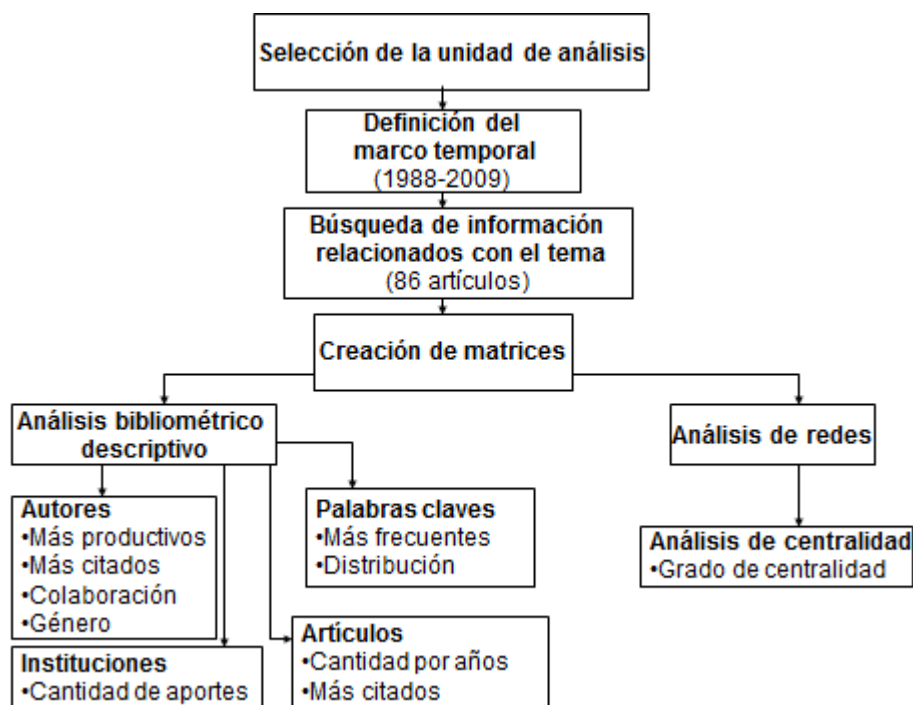 Selección de la unidad de análisis
Definición del
marco temporal
(1988-2009)
Búsqueda de información
relacionados con el tema
(86 artículos)
Creación de matrices
Análisis bibliométrico
descriptivo
Análisis de redes
Autores
•Más productivos
•Más citados
•Colaboración
•Género
Palabras claves
•Más frecuentes
•Distribución
Análisis de centralidad
•Grado de centralidad
Instituciones
•Cantidad de aportes
Artículos
•Cantidad por años
•Más citados